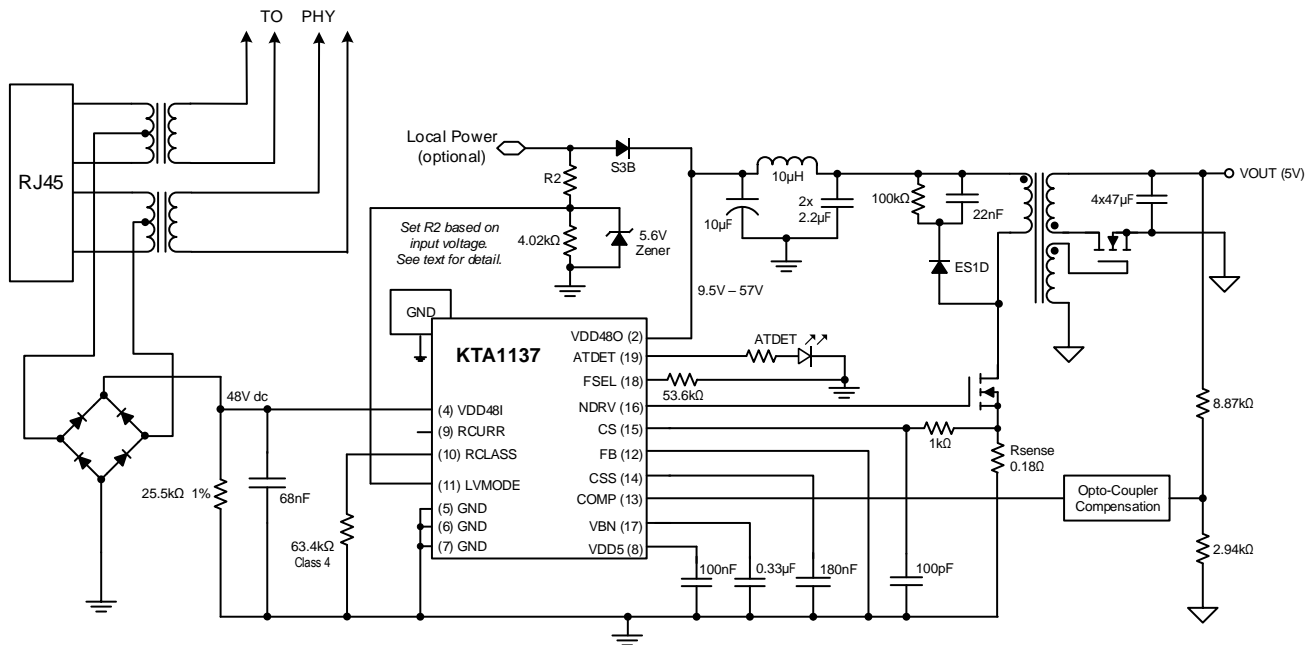 TO PHY
RJ45
Local Power
(optional)
S3B
R2
Set R2 based on
input voltage.
See text for detail.
4.02kΩ
5.6V
Zener
10µF
10µH
2x
2.2µF
100kΩ
22nF
ES1D
4x47µF
VOUT (5V)
9.5V – 57V
GND
KTA1137
VDD48O (2)
ATDET (19)
FSEL (18)
NDRV (16)
CS (15)
FB (12)
CSS (14)
COMP (13)
VBN (17)
VDD5 (8)
(4) VDD48I
(9) RCURR
(10) RCLASS
(11) LVMODE
(5) GND
(6) GND
(7) GND
ATDET
53.6kΩ
48V dc
1kΩ
Rsense
0.18Ω
8.87kΩ
Opto-Coupler
Compensation
2.94kΩ
25.5kΩ 1%
68nF
63.4kΩ
Class 4
100nF
0.33µF
180nF
100pF